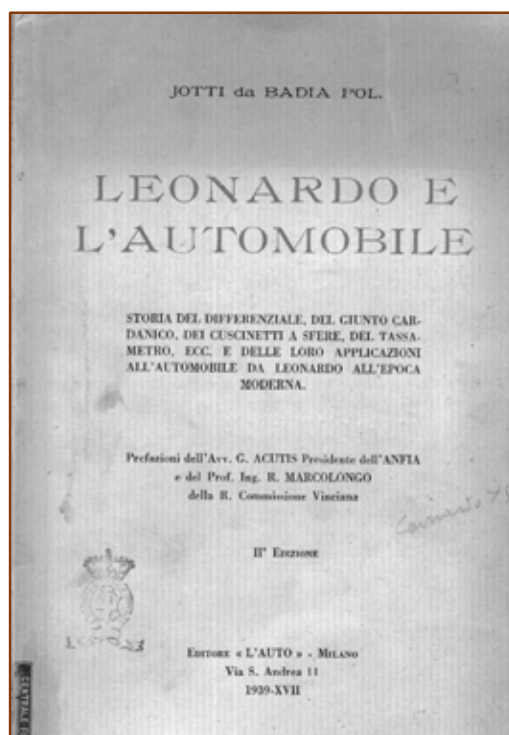 JOTTI da BADIA POL.
LEONARDO E
L'AUTOMOBILE
STORIA DEL DIFFERENZIALE, DEL GIUNTO CAR-
DANICO, DEI CUSCINETTI A SFERE, DEL TASSA-
METRO, ECC. E DELLE LORO APPLICAZIONI
ALL'AUTOMOBILE DA LEONARDO ALL'EPOCA
MODERNA.
Prefazioni dell'Avv. G. ACUTIS Presidente dell'ANFIA
e del Prof. Ing. R. MARCOLONGO
della R. Commissione Vinciana
IIª EDIZIONE
EDITORE « L'AUTO » - MILANO
Via S. Andrea 11
1939-XVII